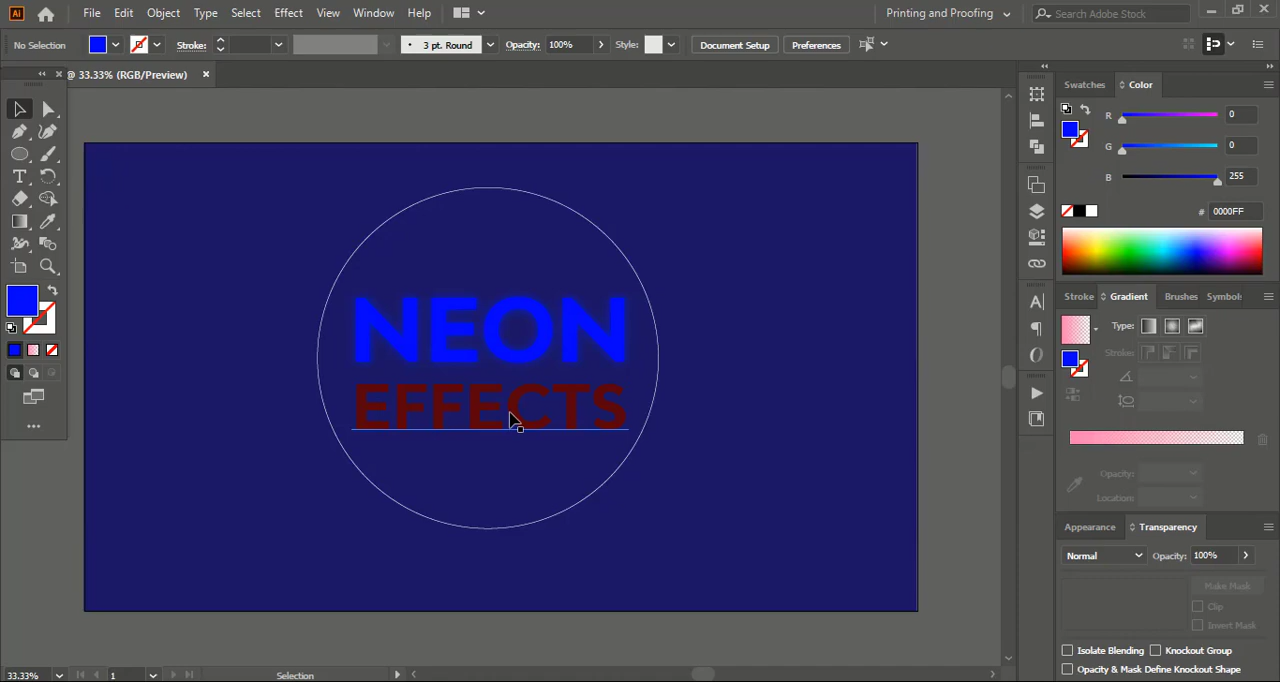 Ai File Edit Object Type Select Effect View Window Help Printing and Proofing Search Adobe Stock
No Selection Stroke: 3 pt. Round Opacity: 100% Style: Document Setup Preferences
@ 33.33% (RGB/Preview)
Swatches Color
R 0
G 0
B 255
# 0000FF
NEON
EFFECTS
Stroke Gradient Brushes Symbols
Type:
Stroke:
Opacity:
Location:
Appearance Transparency
Normal Opacity: 100%
Make Mask
Clip
Invert Mask
Isolate Blending Knockout Group
Opacity & Mask Define Knockout Shape
33.33% 1 Selection